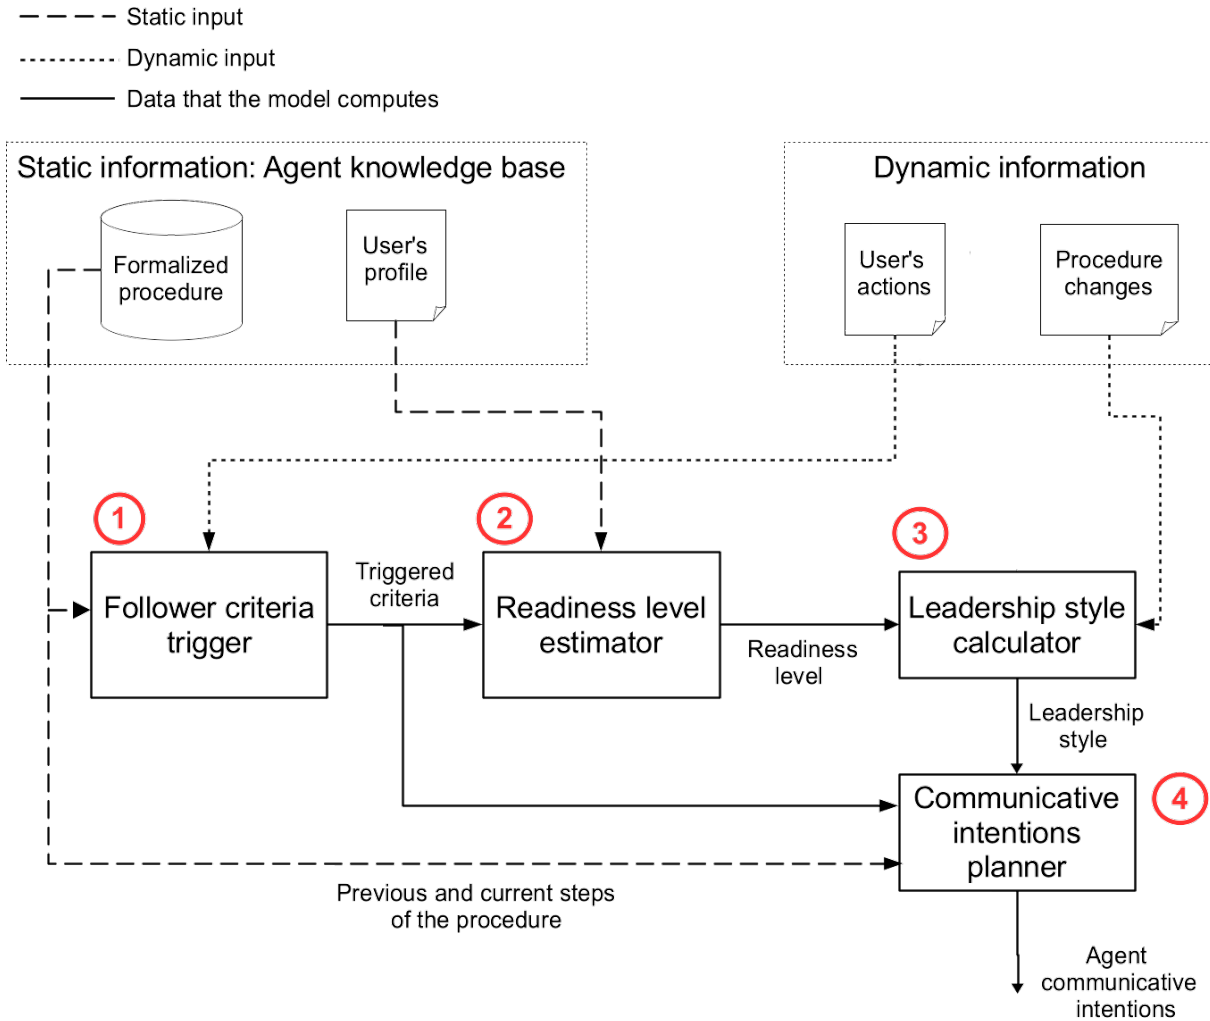 Static input
Dynamic input
Data that the model computes
Static information: Agent knowledge base
Dynamic information
Formalized
procedure
User's
profile
User's
actions
Procedure
changes
1
2
3
Follower criteria
trigger
Triggered
criteria
Readiness level
estimator
Readiness
level
Leadership style
calculator
Leadership
style
Communicative
intentions
planner
4
Previous and current steps
of the procedure
Agent
communicative
intentions